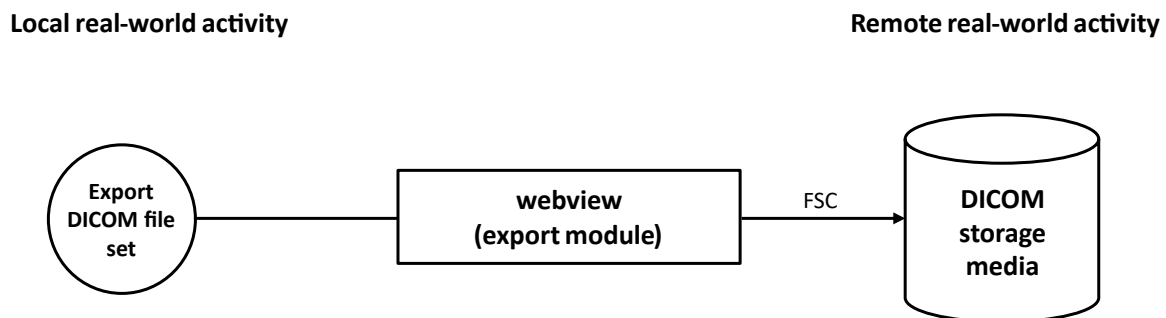 Local real-world activity
Remote real-world activity
Export
DICOM file
set
webview
(export module)
FSC
DICOM
storage
media